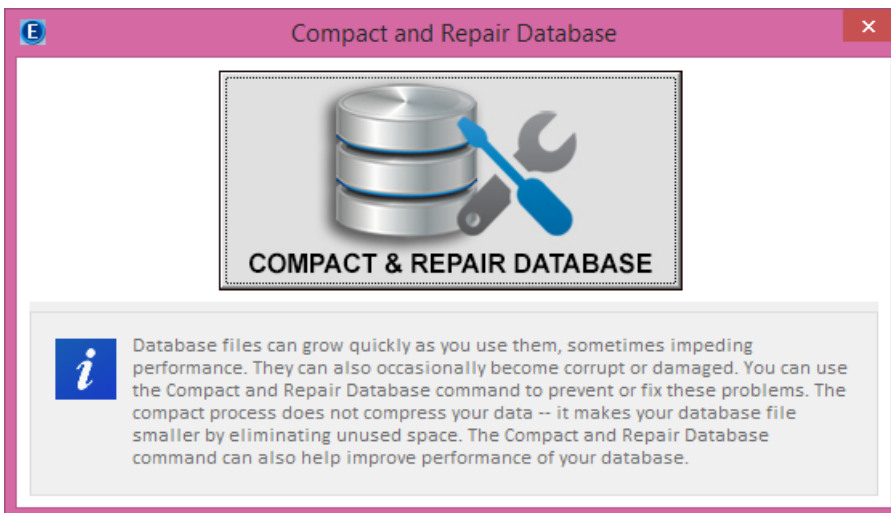 E
Compact and Repair Database
COMPACT & REPAIR DATABASE
i
Database files can grow quickly as you use them, sometimes impeding
performance. They can also occasionally become corrupt or damaged. You can use
the Compact and Repair Database command to prevent or fix these problems. The
compact process does not compress your data -- it makes your database file
smaller by eliminating unused space. The Compact and Repair Database
command can also help improve performance of your database.